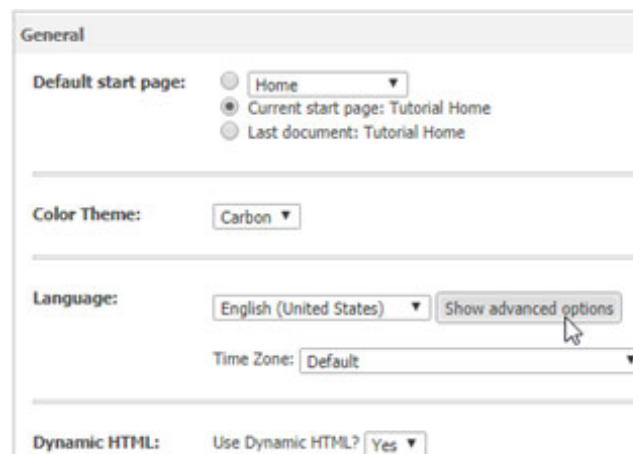 General
Default start page: Home
Current start page: Tutorial Home
Last document: Tutorial Home
Color Theme: Carbon
Language: English (United States) Show advanced options
Time Zone: Default
Dynamic HTML: Use Dynamic HTML? Yes